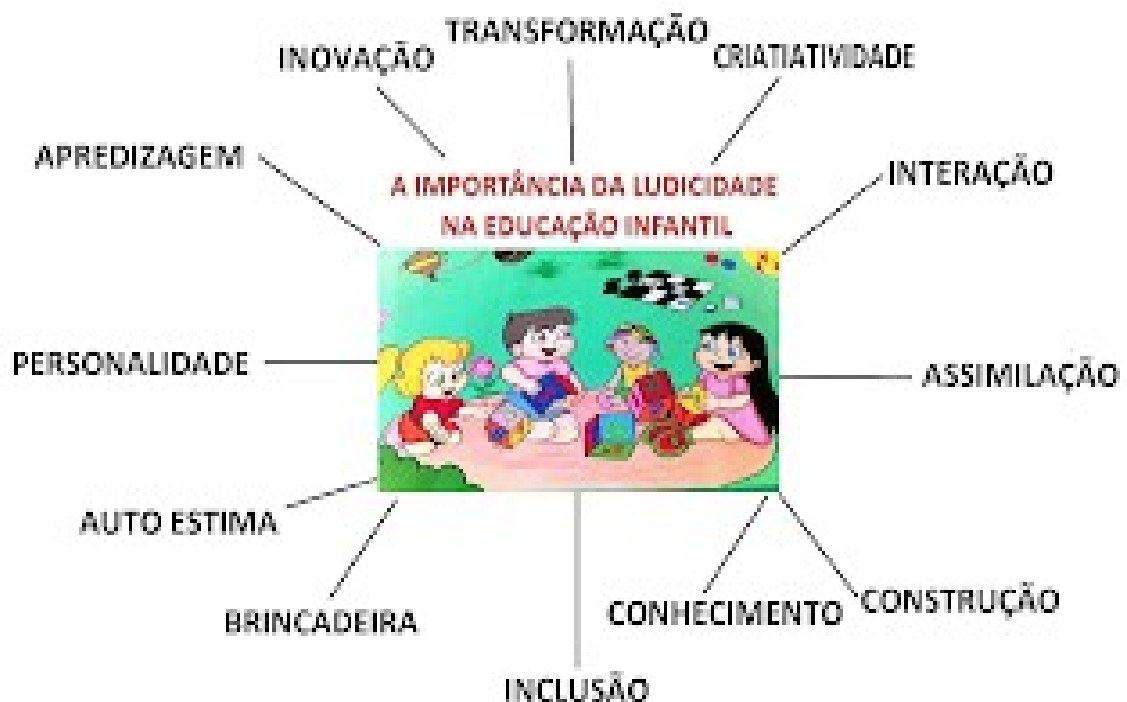 TRANSFORMAÇÃO
INOVAÇÃO
CRIATIATIVIDADE
APREDIZAGEM
INTERAÇÃO
A IMPORTÂNCIA DA LUDICIDADE
NA EDUCAÇÃO INFANTIL
PERSONALIDADE
ASSIMILAÇÃO
AUTO ESTIMA
BRINCADEIRA
CONHECIMENTO
CONSTRUÇÃO
INCLUSÃO